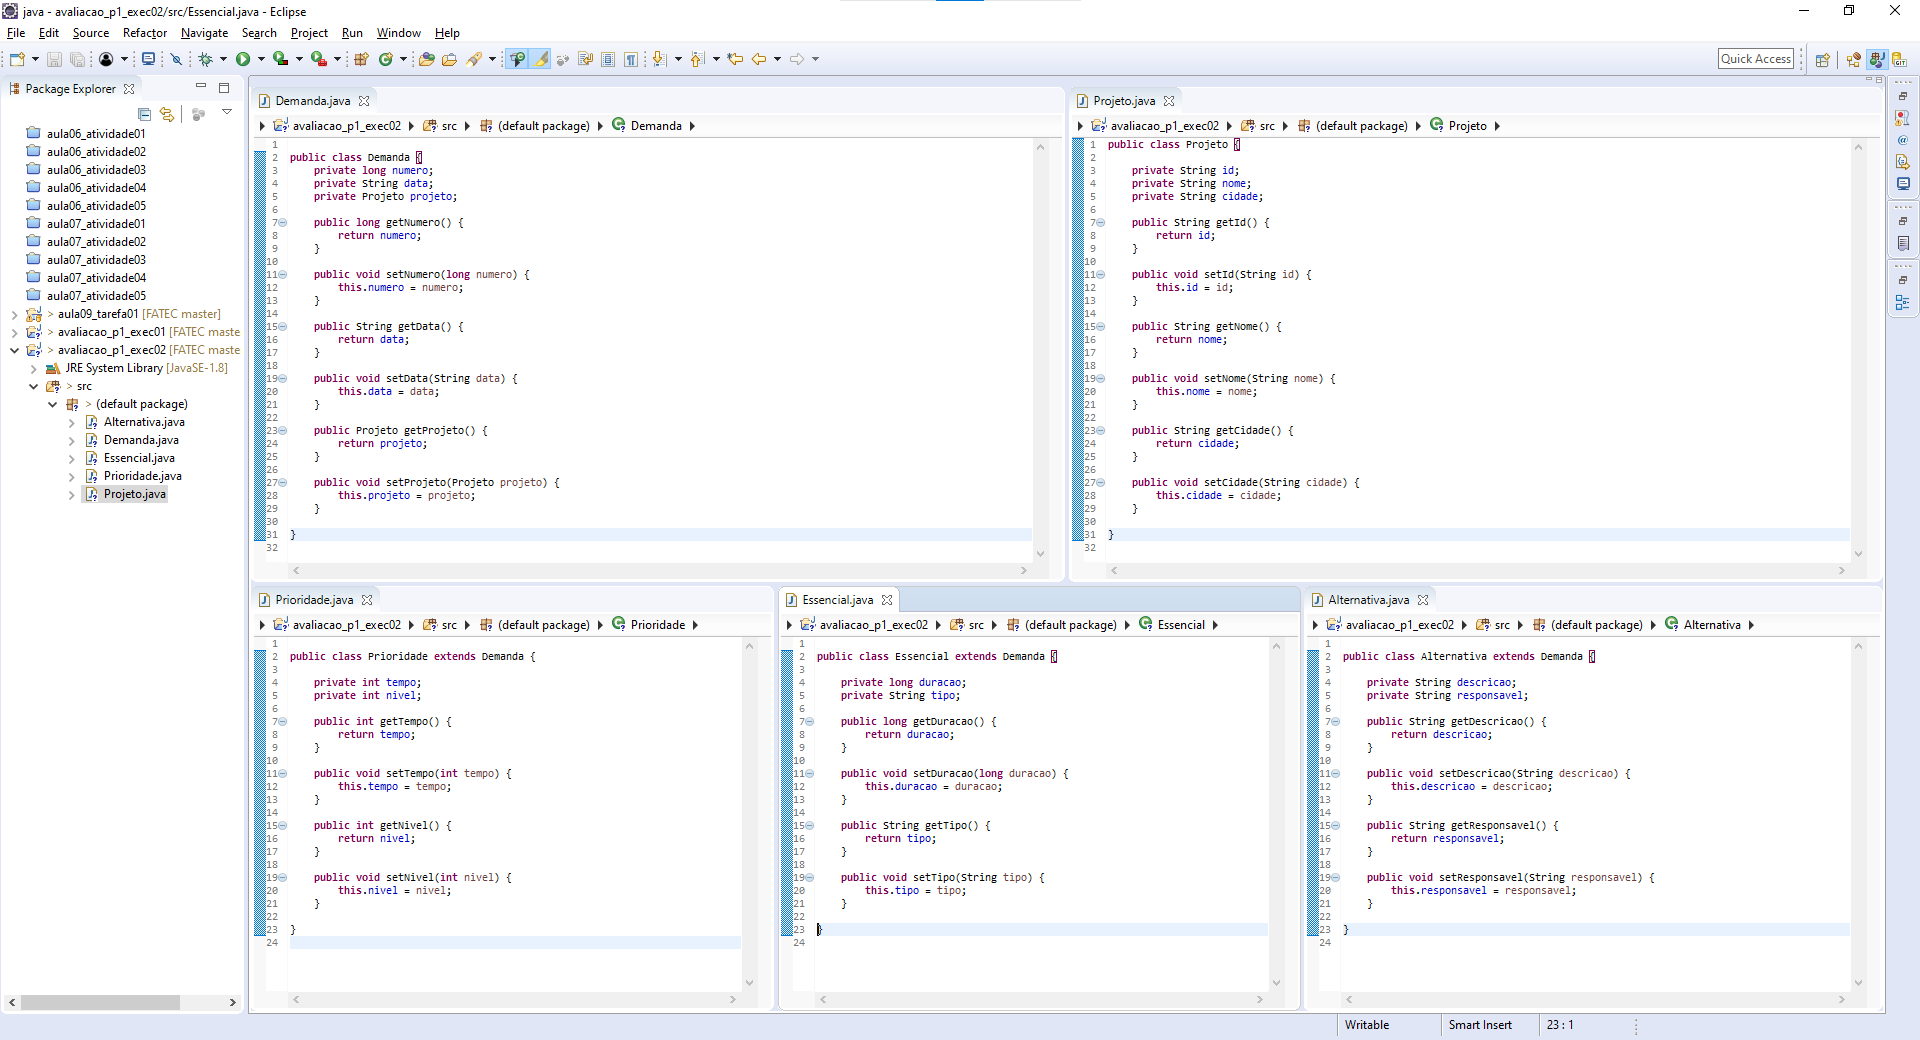 java - avaliacao_p1_exec02/src/Essencial.java - Eclipse
File Edit Source Refactor Navigate Search Project Run Window Help
Quick Access
Package Explorer
aula06_atividade01
aula06_atividade02
aula06_atividade03
aula06_atividade04
aula06_atividade05
aula07_atividade01
aula07_atividade02
aula07_atividade03
aula07_atividade04
aula07_atividade05
> aula09_tarefa01 [FATEC master]
> avaliacao_p1_exec01 [FATEC maste
> avaliacao_p1_exec02 [FATEC maste
JRE System Library [JavaSE-1.8]
> src
> (default package)
Alternativa.java
Demanda.java
Essencial.java
Prioridade.java
Projeto.java
Demanda.java
avaliacao_p1_exec02 src (default package) Demanda
1
2 public class Demanda {
3 private long numero;
4 private String data;
5 private Projeto projeto;
6
7 public long getNumero() {
8 return numero;
9 }
10
11 public void setNumero(long numero) {
12 this.numero = numero;
13 }
14
15 public String getData() {
16 return data;
17 }
18
19 public void setData(String data) {
20 this.data = data;
21 }
22
23 public Projeto getProjeto() {
24 return projeto;
25 }
26
27 public void setProjeto(Projeto projeto) {
28 this.projeto = projeto;
29 }
30
31 }
32
Projeto.java
avaliacao_p1_exec02 src (default package) Projeto
1 public class Projeto {
2
3 private String id;
4 private String nome;
5 private String cidade;
6
7 public String getId() {
8 return id;
9 }
10
11 public void setId(String id) {
12 this.id = id;
13 }
14
15 public String getNome() {
16 return nome;
17 }
18
19 public void setNome(String nome) {
20 this.nome = nome;
21 }
22
23 public String getCidade() {
24 return cidade;
25 }
26
27 public void setCidade(String cidade) {
28 this.cidade = cidade;
29 }
30
31 }
32
Prioridade.java
avaliacao_p1_exec02 src (default package) Prioridade
1
2 public class Prioridade extends Demanda {
3
4 private int tempo;
5 private int nivel;
6
7 public int getTempo() {
8 return tempo;
9 }
10
11 public void setTempo(int tempo) {
12 this.tempo = tempo;
13 }
14
15 public int getNivel() {
16 return nivel;
17 }
18
19 public void setNivel(int nivel) {
20 this.nivel = nivel;
21 }
22
23 }
24
Essencial.java
avaliacao_p1_exec02 src (default package) Essencial
1
2 public class Essencial extends Demanda {
3
4 private long duracao;
5 private String tipo;
6
7 public long getDuracao() {
8 return duracao;
9 }
10
11 public void setDuracao(long duracao) {
12 this.duracao = duracao;
13 }
14
15 public String getTipo() {
16 return tipo;
17 }
18
19 public void setTipo(String tipo) {
20 this.tipo = tipo;
21 }
22
23 }
24
Alternativa.java
avaliacao_p1_exec02 src (default package) Alternativa
1
2 public class Alternativa extends Demanda {
3
4 private String descricao;
5 private String responsavel;
6
7 public String getDescricao() {
8 return descricao;
9 }
10
11 public void setDescricao(String descricao) {
12 this.descricao = descricao;
13 }
14
15 public String getResponsavel() {
16 return responsavel;
17 }
18
19 public void setResponsavel(String responsavel) {
20 this.responsavel = responsavel;
21 }
22
23 }
24
Writable Smart Insert 23 : 1